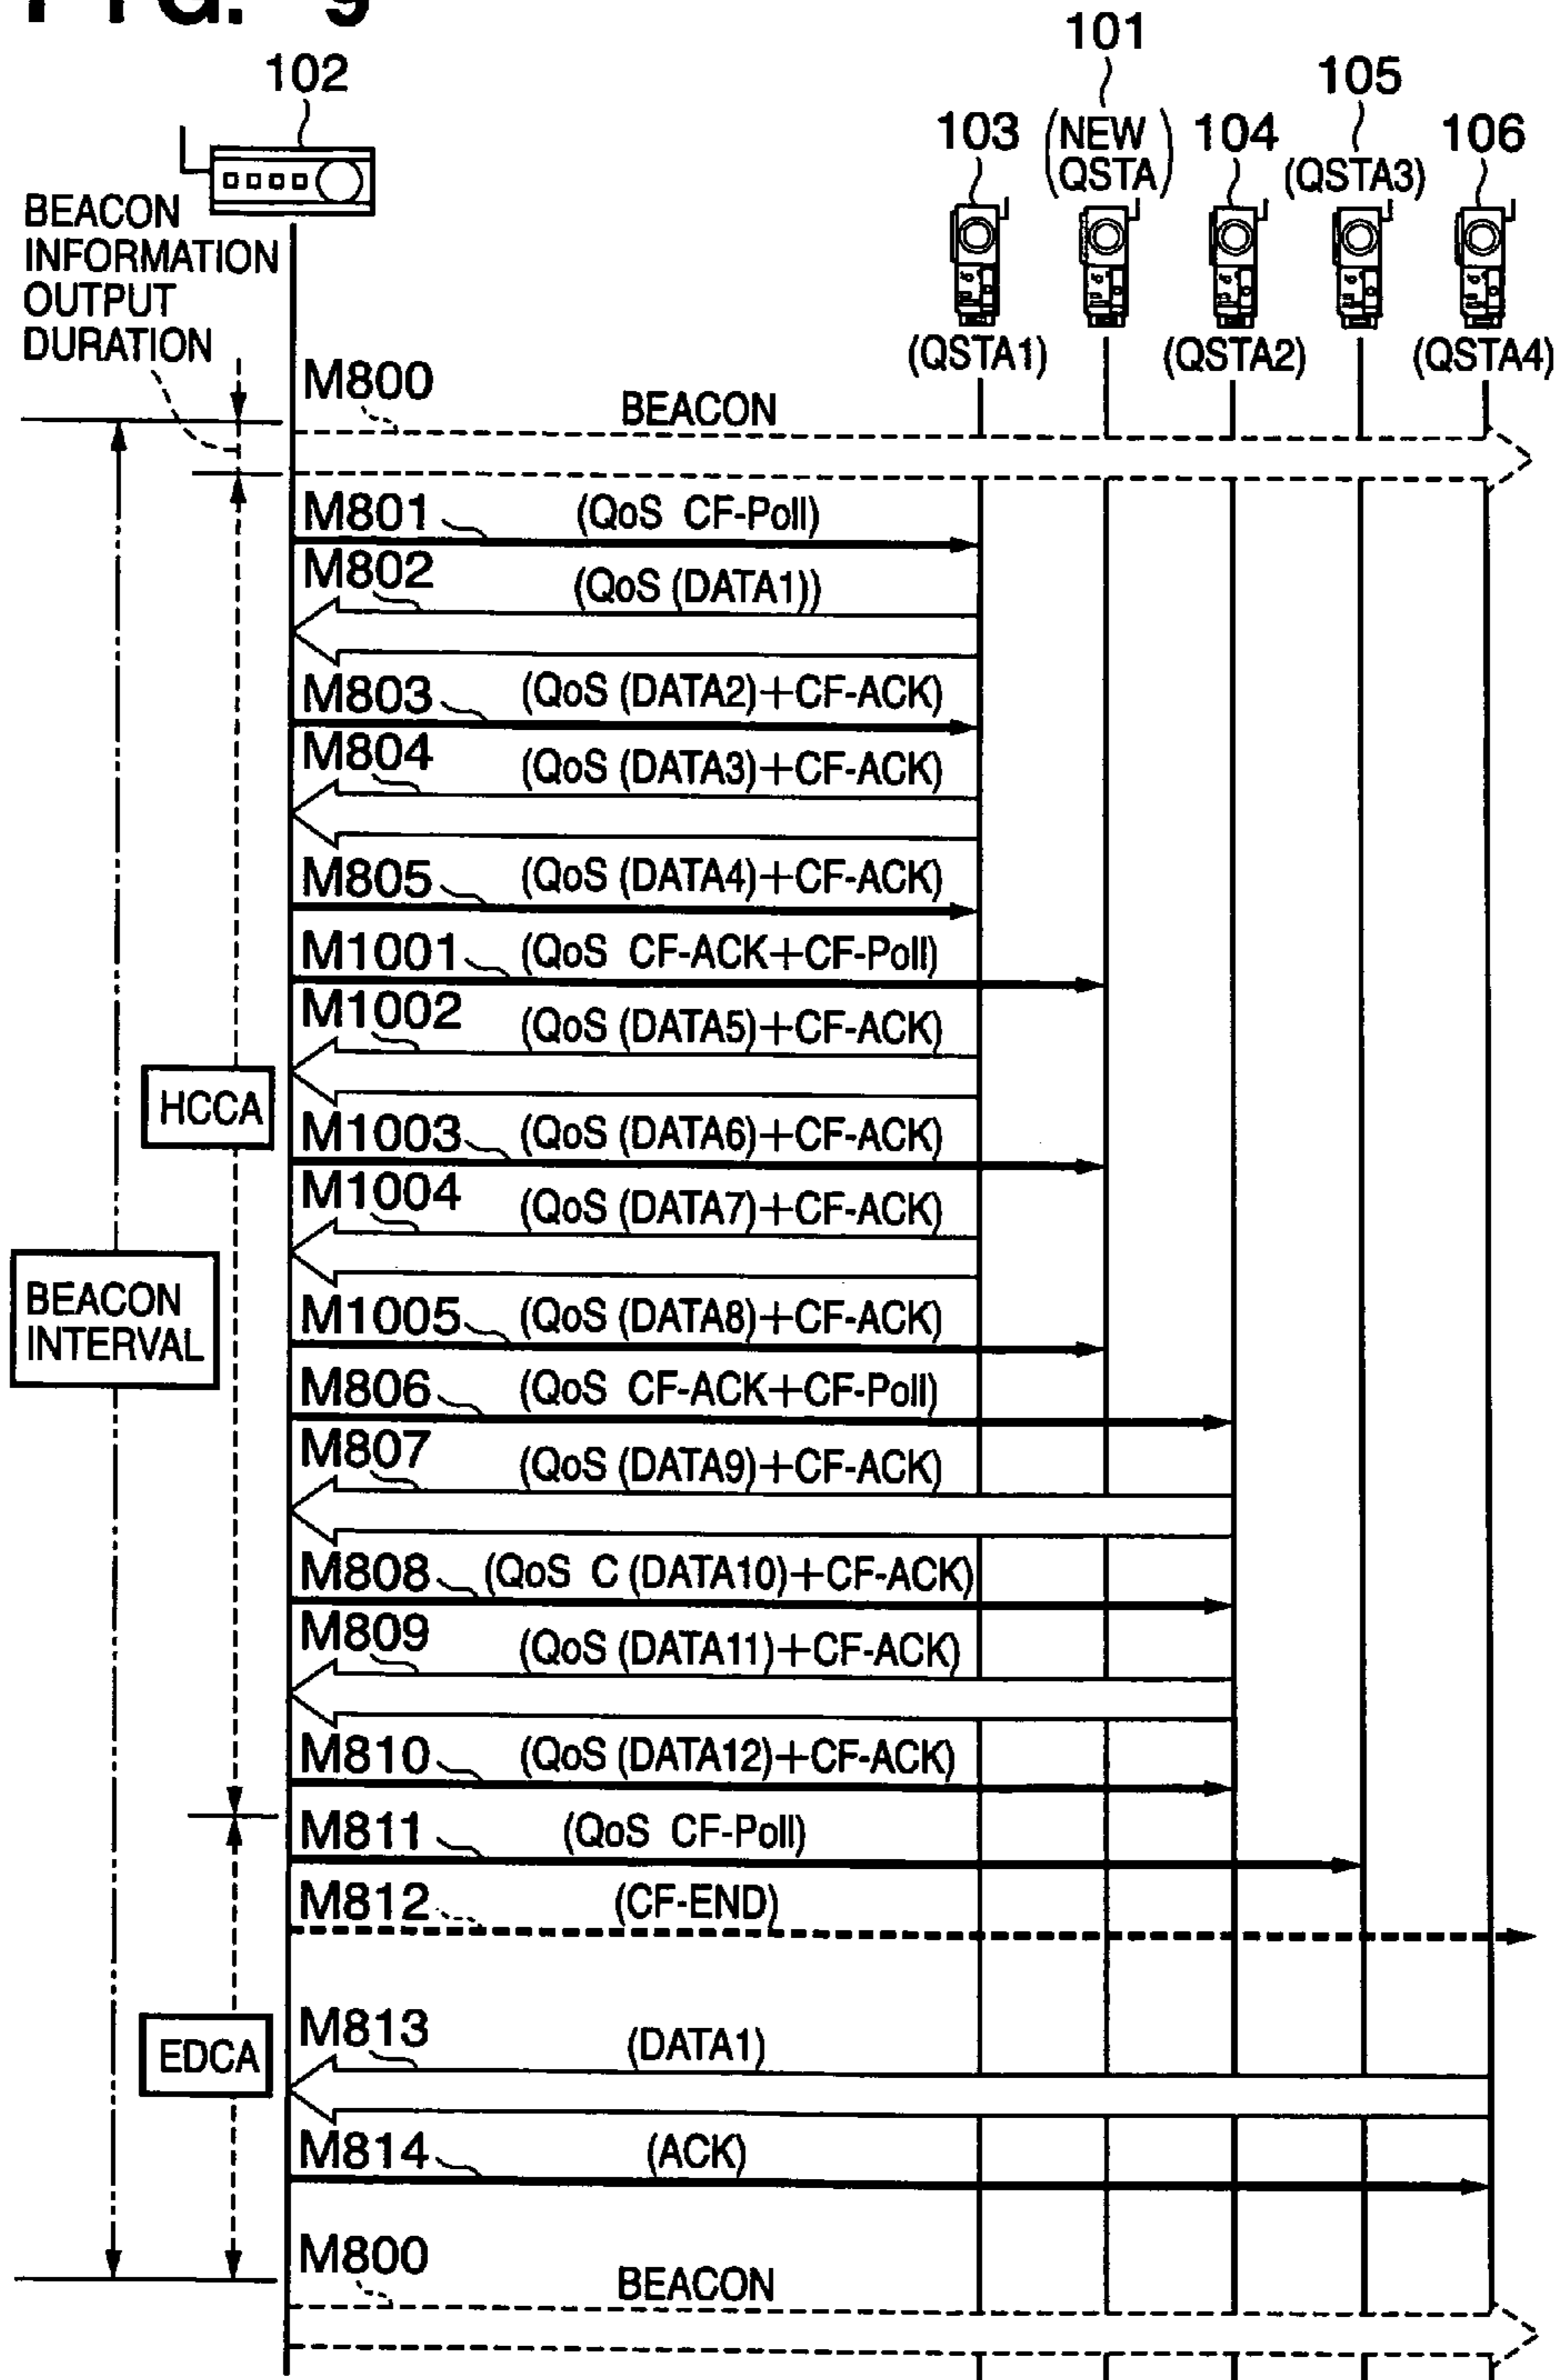 FIG. 9
101
102
105
103
(NEW QSTA)
104
(QSTA3)
106
BEACON
INFORMATION
OUTPUT
DURATION
(QSTA1)
(QSTA2)
(QSTA4)
M800
BEACON
M801
(QoS CF-Poll)
M802
(QoS (DATA1))
M803
(QoS (DATA2)+CF-ACK)
M804
(QoS (DATA3)+CF-ACK)
M805
(QoS (DATA4)+CF-ACK)
M1001
(QoS CF-ACK+CF-Poll)
M1002
(QoS (DATA5)+CF-ACK)
HCCA
M1003
(QoS (DATA6)+CF-ACK)
M1004
(QoS (DATA7)+CF-ACK)
BEACON
INTERVAL
M1005
(QoS (DATA8)+CF-ACK)
M806
(QoS CF-ACK+CF-Poll)
M807
(QoS (DATA9)+CF-ACK)
M808
(QoS C (DATA10)+CF-ACK)
M809
(QoS (DATA11)+CF-ACK)
M810
(QoS (DATA12)+CF-ACK)
M811
(QoS CF-Poll)
M812
(CF-END)
M813
(DATA1)
EDCA
M814
(ACK)
M800
BEACON